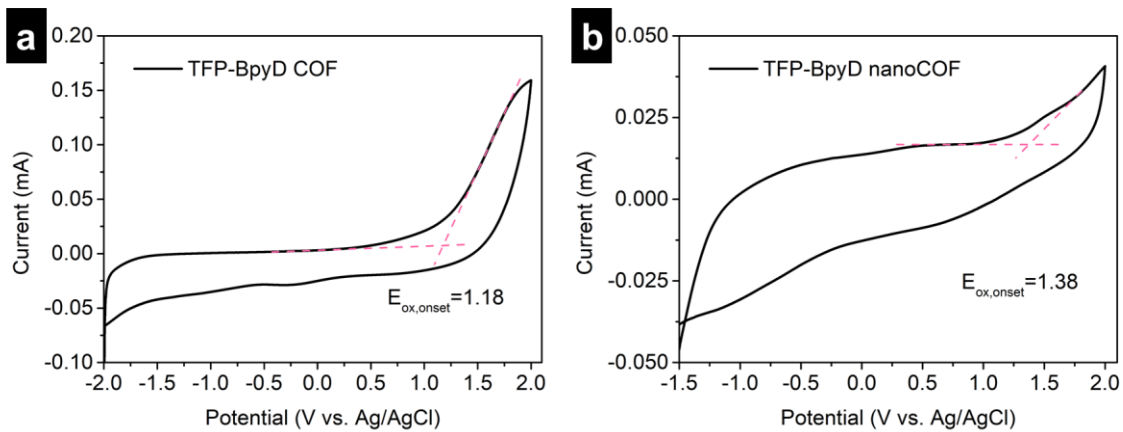 a
0.20
0.15
0.10
0.05
0.00
-0.05
-0.10
Current (mA)
TFP-BpyD COF
E_ox,onset=1.18
-2.0 -1.5 -1.0 -0.5 0.0 0.5 1.0 1.5 2.0
Potential (V vs. Ag/AgCl)
b
0.050
0.025
0.000
-0.025
-0.050
Current (mA)
TFP-BpyD nanoCOF
E_ox,onset=1.38
-1.5 -1.0 -0.5 0.0 0.5 1.0 1.5 2.0
Potential (V vs. Ag/AgCl)